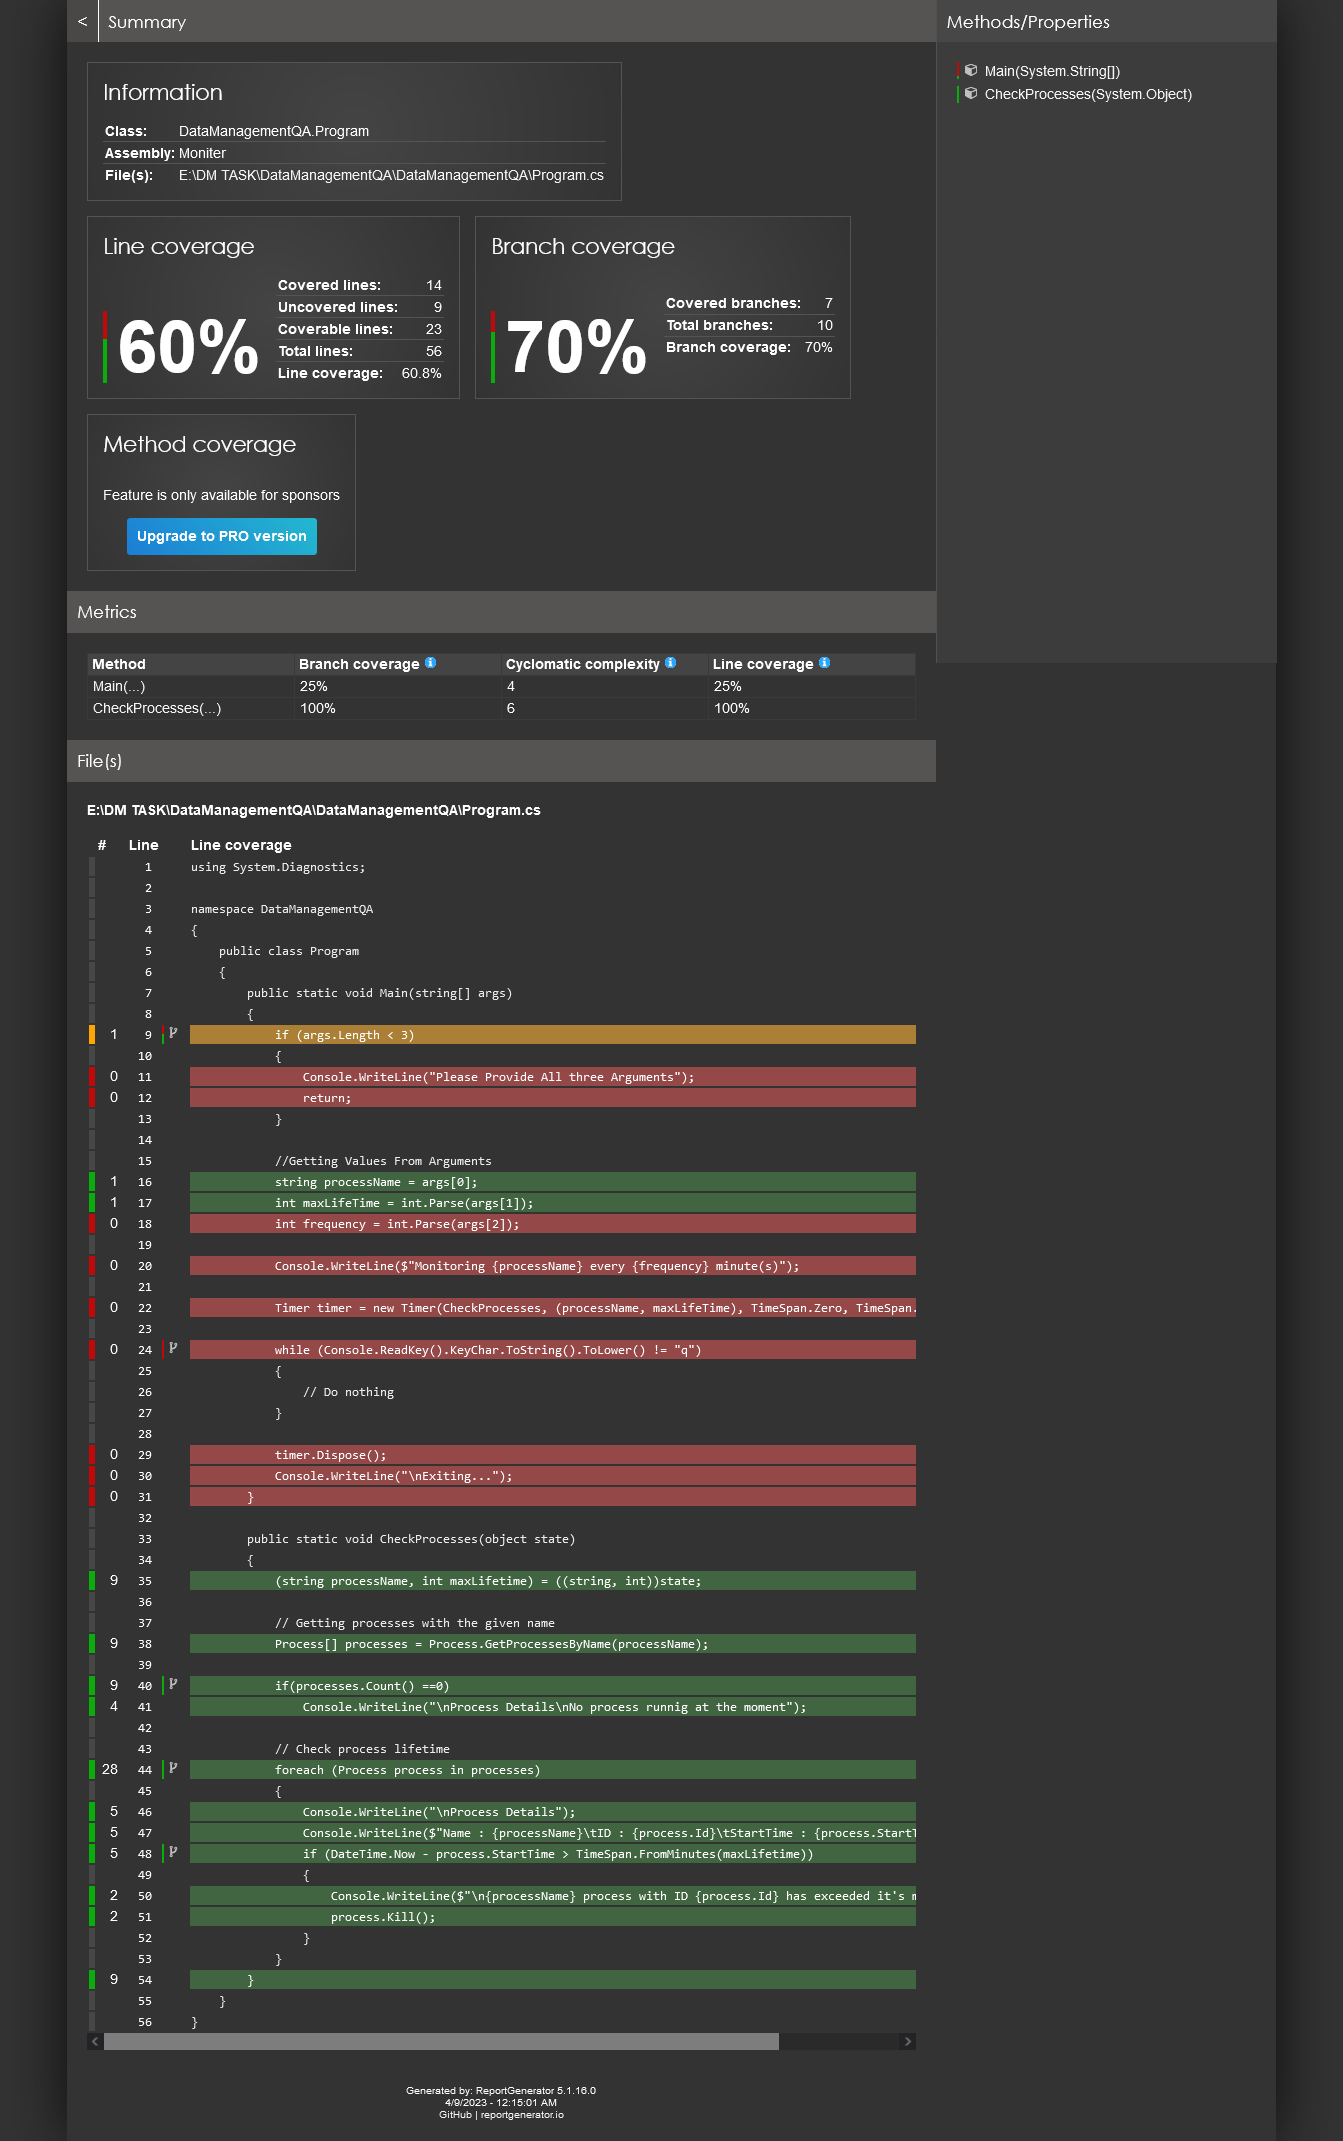 < Summary
Methods/Properties
Main(System.String[])
CheckProcesses(System.Object)
Information
Class: DataManagementQA.Program
Assembly: Moniter
File(s): E:\DM TASK\DataManagementQA\DataManagementQA\Program.cs
Line coverage
60%
Covered lines: 14
Uncovered lines: 9
Coverable lines: 23
Total lines: 56
Line coverage: 60.8%
Branch coverage
70%
Covered branches: 7
Total branches: 10
Branch coverage: 70%
Method coverage
Feature is only available for sponsors
Upgrade to PRO version
Metrics
Method Branch coverage Cyclomatic complexity Line coverage
Main(...) 25% 4 25%
CheckProcesses(...) 100% 6 100%
File(s)
E:\DM TASK\DataManagementQA\DataManagementQA\Program.cs
# Line Line coverage
1 using System.Diagnostics;
2
3 namespace DataManagementQA
4 {
5 public class Program
6 {
7 public static void Main(string[] args)
8 {
1 9 if (args.Length < 3)
10 {
0 11 Console.WriteLine("Please Provide All three Arguments");
0 12 return;
13 }
14
15 //Getting Values From Arguments
1 16 string processName = args[0];
1 17 int maxLifeTime = int.Parse(args[1]);
0 18 int frequency = int.Parse(args[2]);
19
0 20 Console.WriteLine($"Monitoring {processName} every {frequency} minute(s)");
21
0 22 Timer timer = new Timer(CheckProcesses, (processName, maxLifeTime), TimeSpan.Zero, TimeSpan.
23
0 24 while (Console.ReadKey().KeyChar.ToString().ToLower() != "q")
25 {
26 // Do nothing
27 }
28
0 29 timer.Dispose();
0 30 Console.WriteLine("\nExiting...");
0 31 }
32
33 public static void CheckProcesses(object state)
34 {
9 35 (string processName, int maxLifetime) = ((string, int))state;
36
37 // Getting processes with the given name
9 38 Process[] processes = Process.GetProcessesByName(processName);
39
9 40 if(processes.Count() ==0)
4 41 Console.WriteLine("\nProcess Details\nNo process runnig at the moment");
42
43 // Check process lifetime
28 44 foreach (Process process in processes)
45 {
5 46 Console.WriteLine("\nProcess Details");
5 47 Console.WriteLine($"Name : {processName}\tID : {process.Id}\tStartTime : {process.StartT
5 48 if (DateTime.Now - process.StartTime > TimeSpan.FromMinutes(maxLifetime))
49 {
2 50 Console.WriteLine($"\n{processName} process with ID {process.Id} has exceeded it's m
2 51 process.Kill();
52 }
53 }
9 54 }
55 }
56 }
Generated by: ReportGenerator 5.1.16.0
4/9/2023 - 12:15:01 AM
GitHub | reportgenerator.io